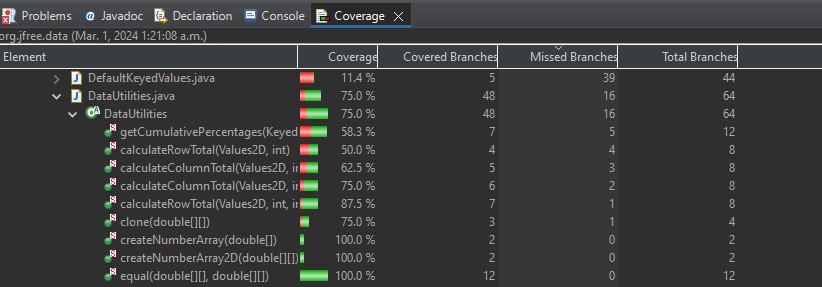 Problems Javadoc Declaration Console Coverage
org.jfree.data (Mar. 1, 2024 1:21:08 a.m.)
Element Coverage Covered Branches Missed Branches Total Branches
DefaultKeyedValues.java 11.4 % 5 39 44
DataUtilities.java 75.0 % 48 16 64
DataUtilities 75.0 % 48 16 64
getCumulativePercentages(Keyed 58.3 % 7 5 12
calculateRowTotal(Values2D, int) 50.0 % 4 4 8
calculateColumnTotal(Values2D, i 62.5 % 5 3 8
calculateColumnTotal(Values2D, i 75.0 % 6 2 8
calculateRowTotal(Values2D, int, i 87.5 % 7 1 8
clone(double[][]) 75.0 % 3 1 4
createNumberArray(double[]) 100.0 % 2 0 2
createNumberArray2D(double[][]) 100.0 % 2 0 2
equal(double[][], double[][]) 100.0 % 12 0 12